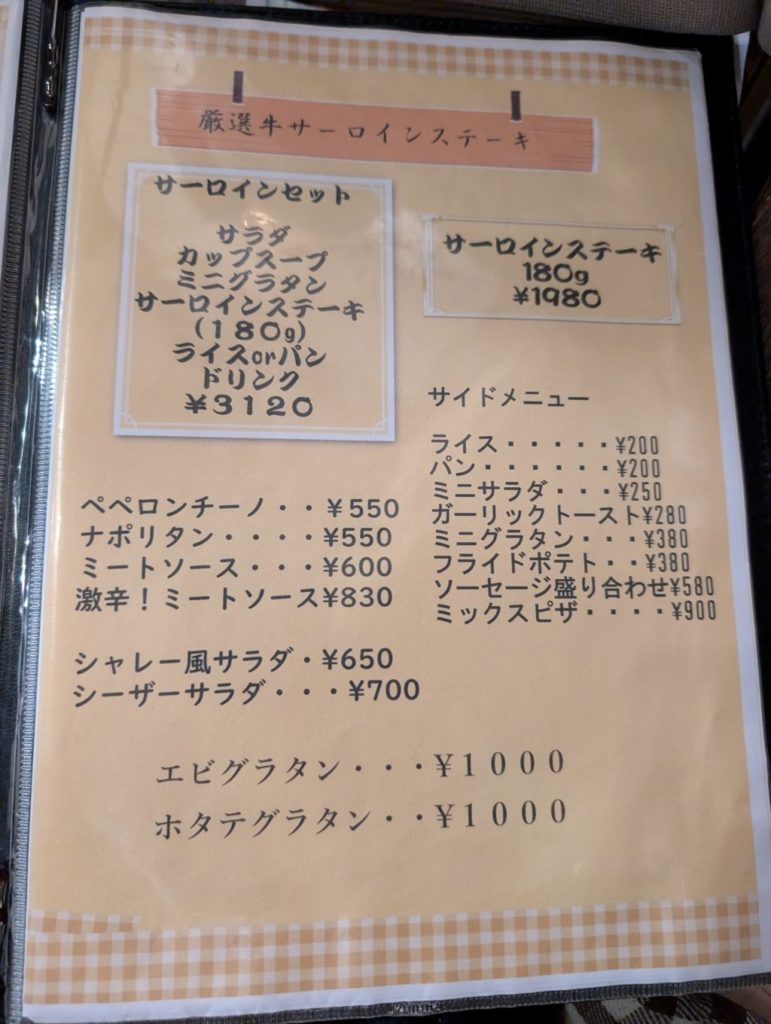 厳選牛サーロインステーキ
サーロインセット
サラダ
カップスープ
ミニグラタン
サーロインステーキ
(180g)
ライスorパン
ドリンク
¥3120
サーロインステーキ
180g
¥1980
ペペロンチーノ・・¥550
ナポリタン・・・・¥550
ミートソース・・・¥600
激辛！ミートソース¥830
シャレー風サラダ・¥650
シーザーサラダ・・・¥700
サイドメニュー
ライス・・・・・¥200
パン・・・・・・¥200
ミニサラダ・・・¥250
ガーリックトースト¥280
ミニグラタン・・・¥380
フライドポテト・・¥380
ソーセージ盛り合わせ¥580
ミックスピザ・・・・¥900
エビグラタン・・・¥1000
ホタテグラタン・・¥1000